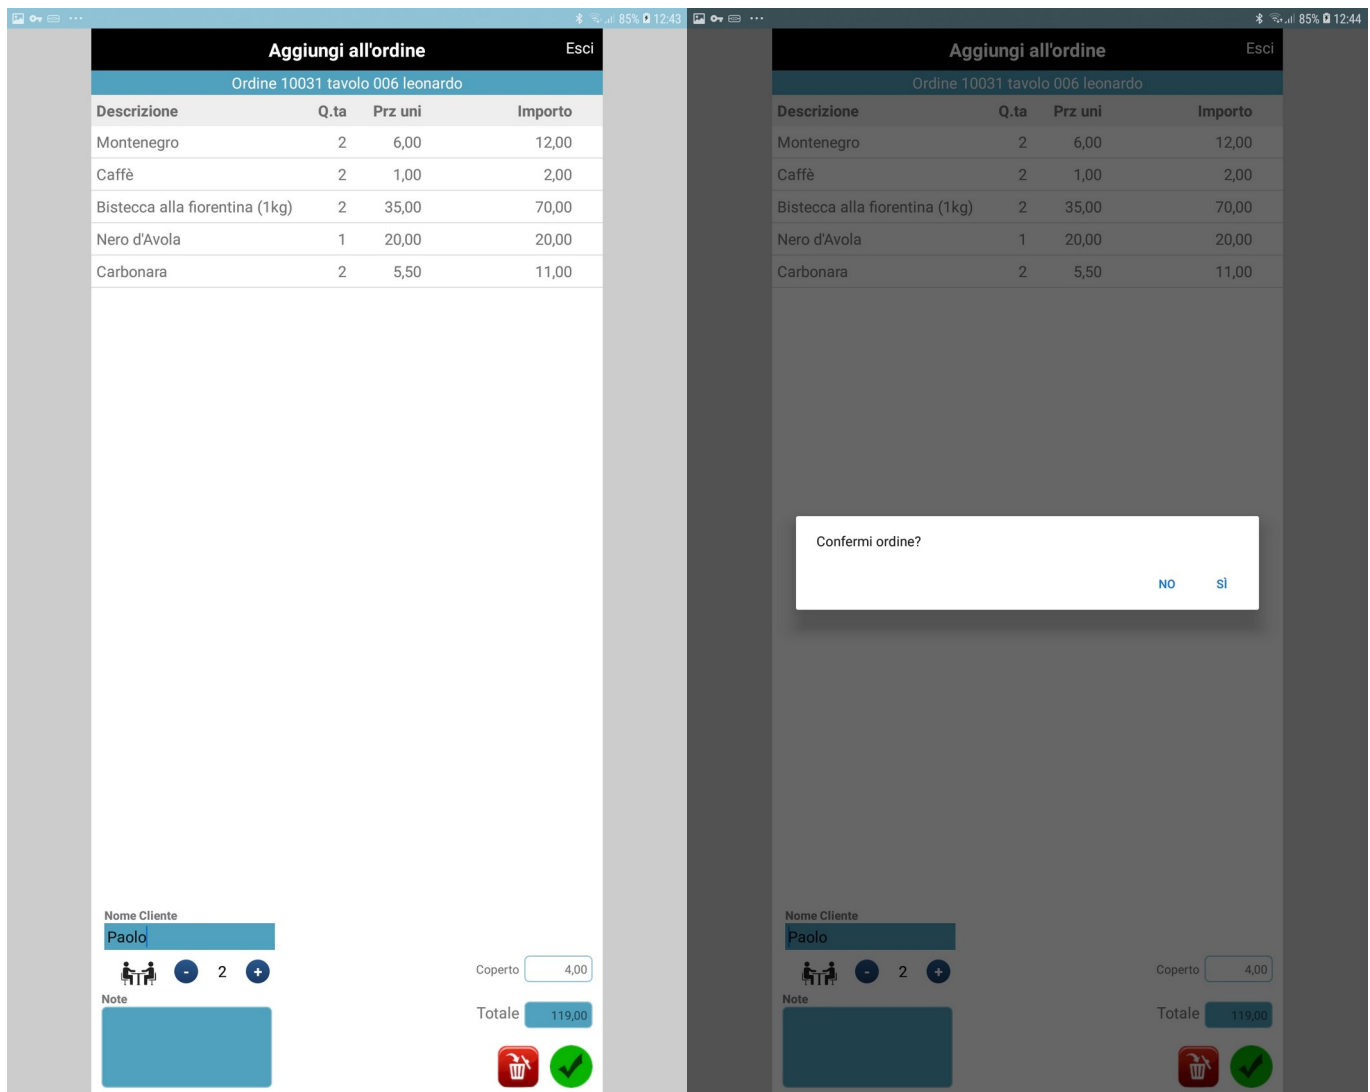 85% 12:43
Aggiungi all'ordine Esci
Ordine 10031 tavolo 006 leonardo
Descrizione Q.ta Prz uni Importo
Montenegro 2 6,00 12,00
Caffè 2 1,00 2,00
Bistecca alla fiorentina (1kg) 2 35,00 70,00
Nero d'Avola 1 20,00 20,00
Carbonara 2 5,50 11,00
Nome Cliente
Paolo
- 2 +
Coperto 4,00
Note
Totale 119,00
85% 12:44
Aggiungi all'ordine Esci
Ordine 10031 tavolo 006 leonardo
Descrizione Q.ta Prz uni Importo
Montenegro 2 6,00 12,00
Caffè 2 1,00 2,00
Bistecca alla fiorentina (1kg) 2 35,00 70,00
Nero d'Avola 1 20,00 20,00
Carbonara 2 5,50 11,00
Confermi ordine?
NO SÌ
Nome Cliente
Paolo
- 2 +
Coperto 4,00
Note
Totale 119,00